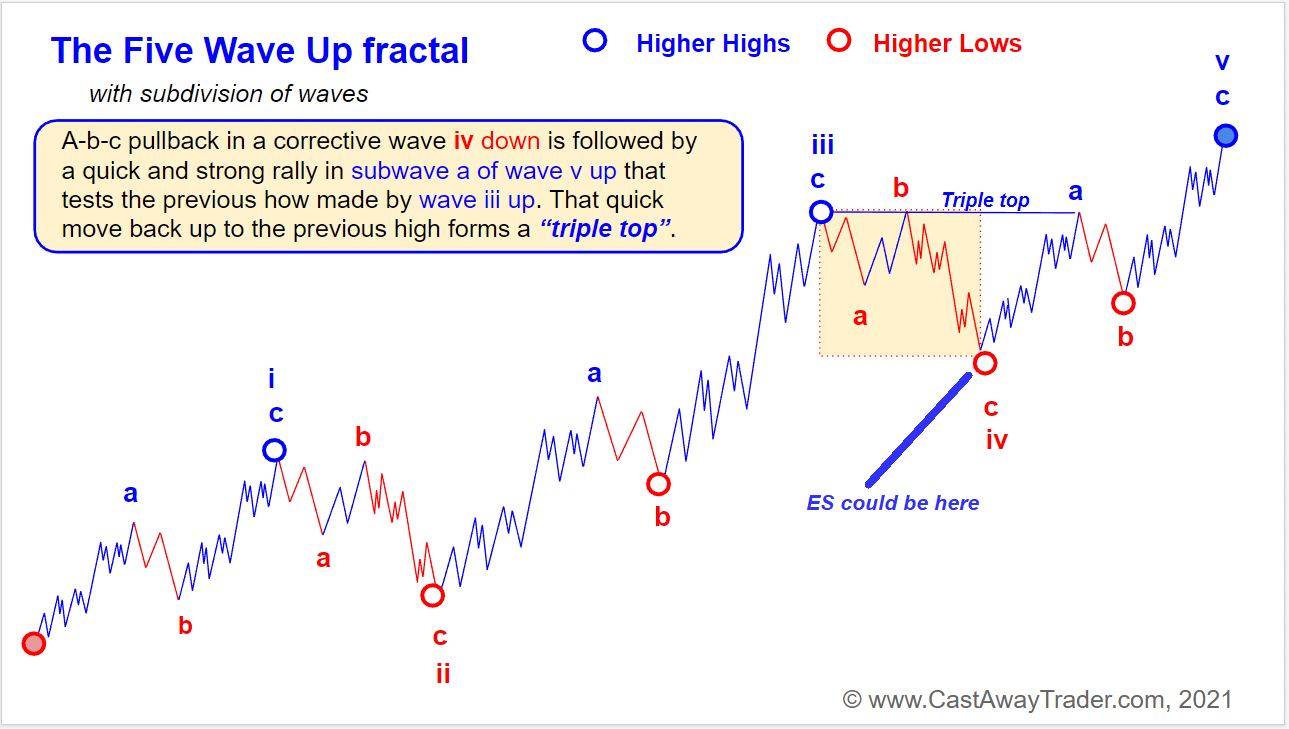 The Five Wave Up fractal
with subdivision of waves
Higher Highs
Higher Lows
A-b-c pullback in a corrective wave iv down is followed by
a quick and strong rally in subwave a of wave v up that
tests the previous how made by wave iii up. That quick
move back up to the previous high forms a “triple top”.
v
c
iii
c
b
Triple top
a
a
b
c
iv
ES could be here
i
c
a
b
a
b
a
b
c
ii
© www.CastAwayTrader.com, 2021